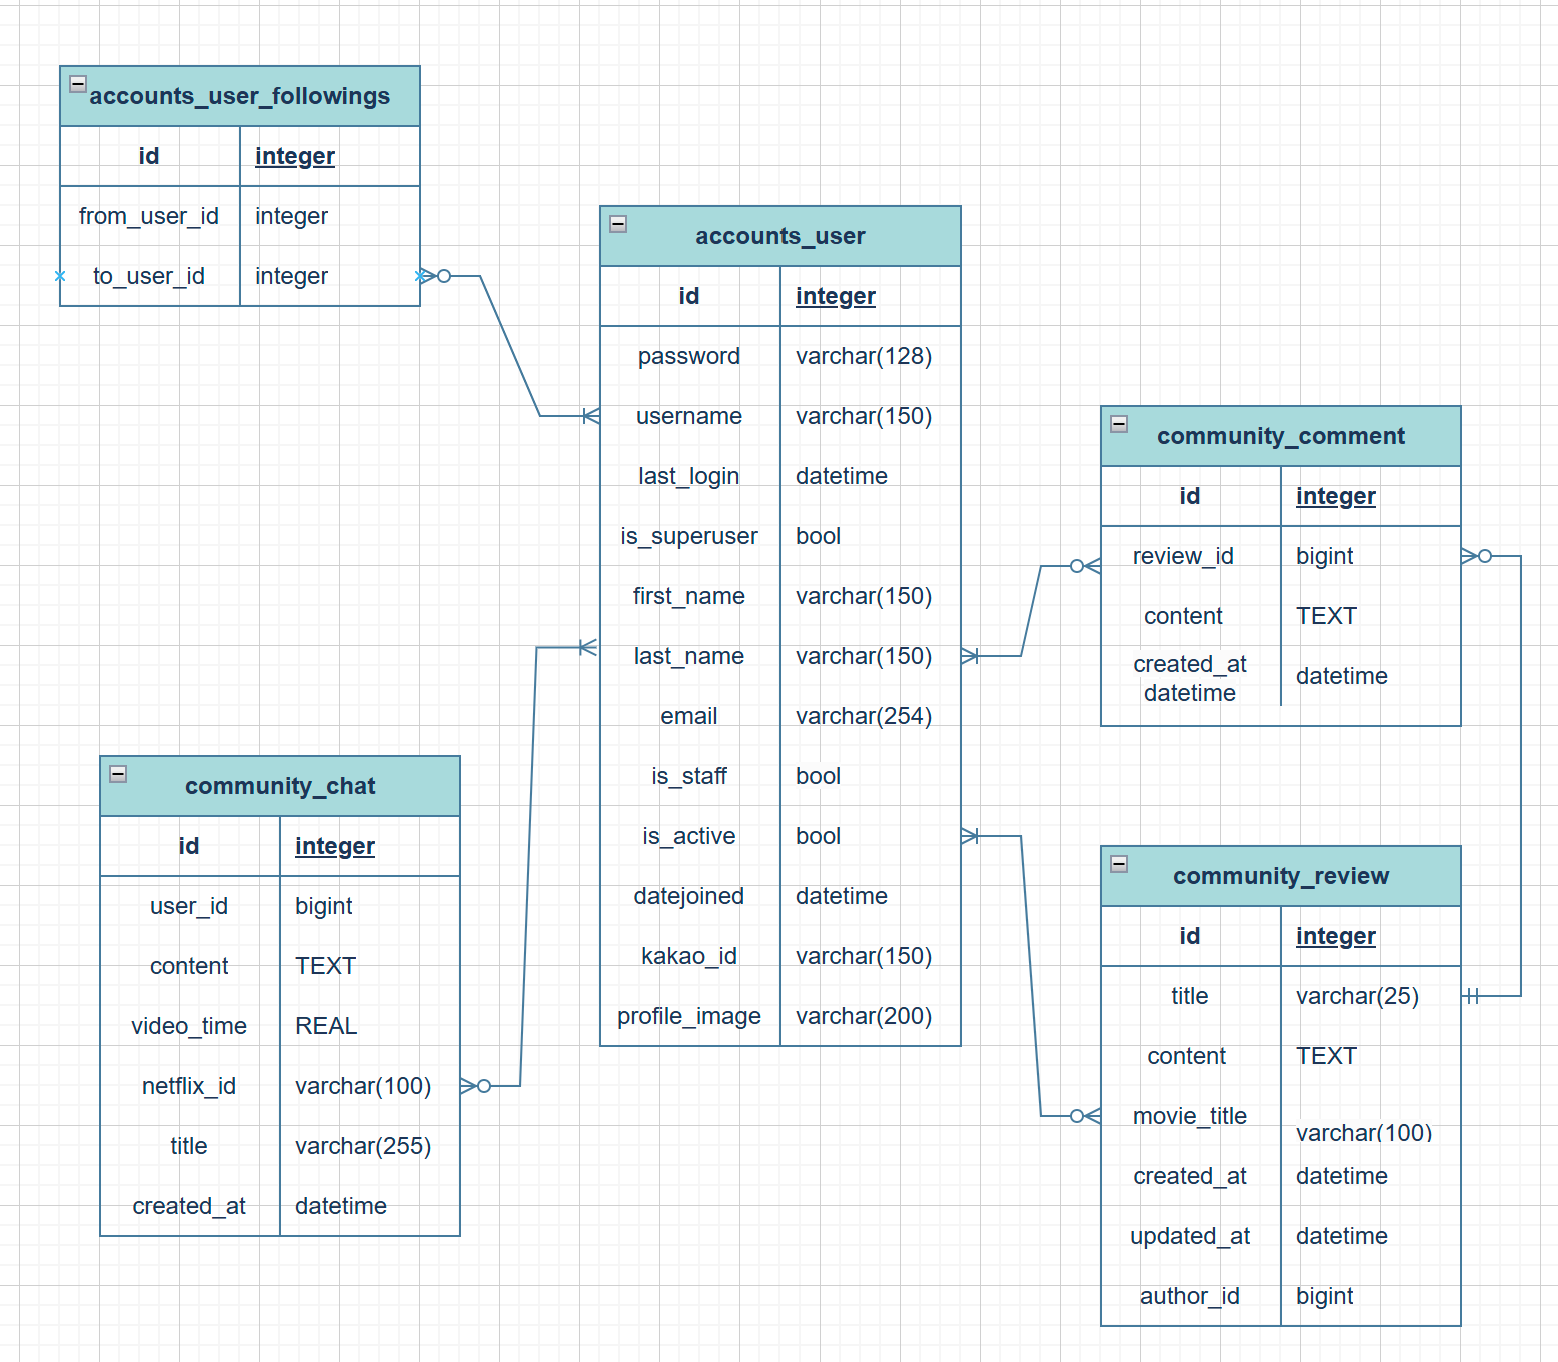 accounts_user_followings
id integer
from_user_id integer
to_user_id integer
accounts_user
id integer
password varchar(128)
username varchar(150)
last_login datetime
is_superuser bool
first_name varchar(150)
last_name varchar(150)
email varchar(254)
is_staff bool
is_active bool
datejoined datetime
kakao_id varchar(150)
profile_image varchar(200)
community_comment
id integer
review_id bigint
content TEXT
created_at
datetime
datetime
community_chat
id integer
user_id bigint
content TEXT
video_time REAL
netflix_id varchar(100)
title varchar(255)
created_at datetime
community_review
id integer
title varchar(25)
content TEXT
movie_title
varchar(100)
created_at datetime
updated_at datetime
author_id bigint